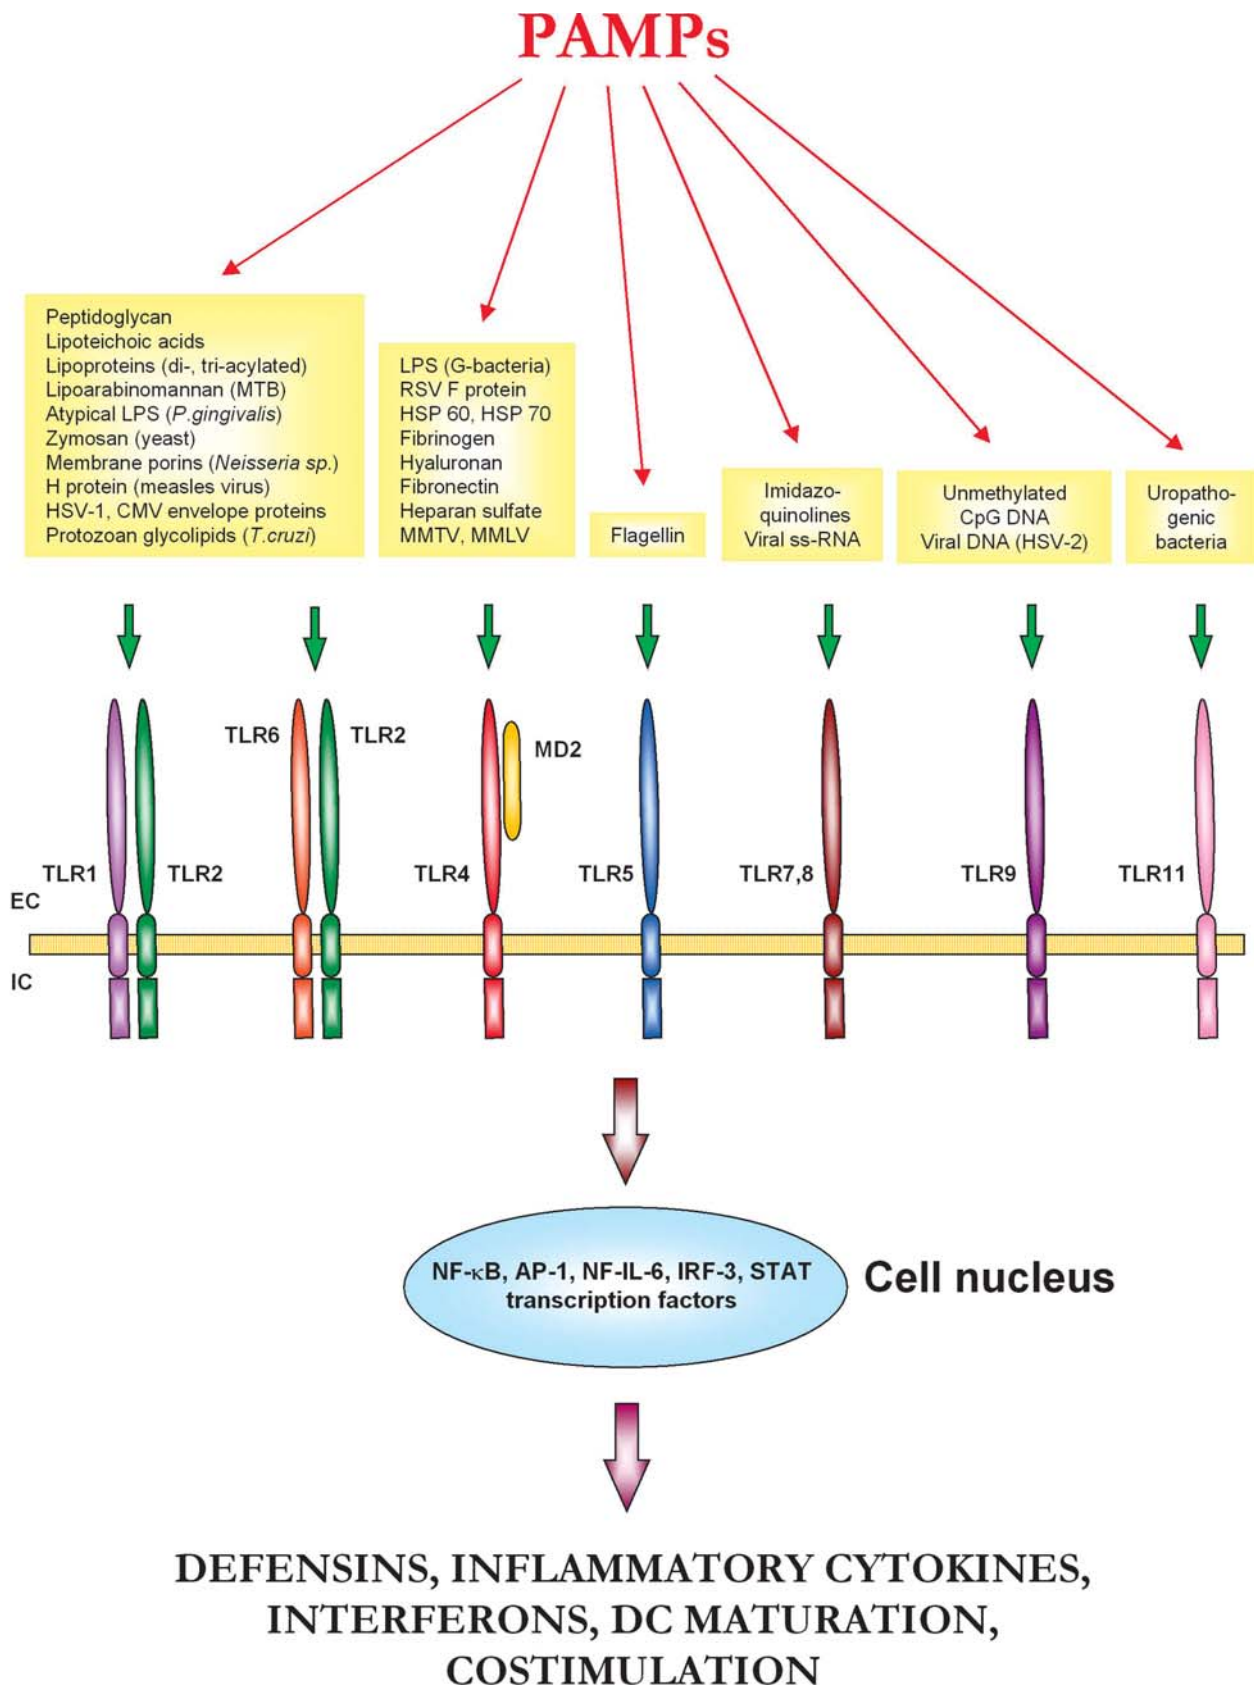 PAMPs
Peptidoglycan
Lipoteichoic acids
Lipoproteins (di-, tri-acylated)
Lipoarabinomannan (MTB)
Atypical LPS (P.gingivalis)
Zymosan (yeast)
Membrane porins (Neisseria sp.)
H protein (measles virus)
HSV-1, CMV envelope proteins
Protozoan glycolipids (T.cruzi)
LPS (G-bacteria)
RSV F protein
HSP 60, HSP 70
Fibrinogen
Hyaluronan
Fibronectin
Heparan sulfate
MMTV, MMLV
Flagellin
Imidazo-
quinolines
Viral ss-RNA
Unmethylated
CpG DNA
Viral DNA (HSV-2)
Uropatho-
genic
bacteria
TLR6
TLR2
MD2
TLR1
TLR2
TLR4
TLR5
TLR7,8
TLR9
TLR11
EC
IC
NF-κB, AP-1, NF-IL-6, IRF-3, STAT
transcription factors
Cell nucleus
DEFENSINS, INFLAMMATORY CYTOKINES,
INTERFERONS, DC MATURATION,
COSTIMULATION